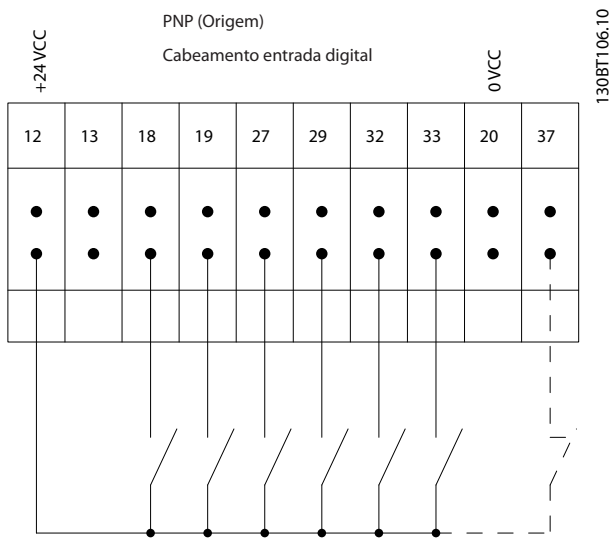 PNP (Origem)
Cabeamento entrada digital
+24 VCC
0 VCC
130BT106.10
12 13 18 19 27 29 32 33 20 37